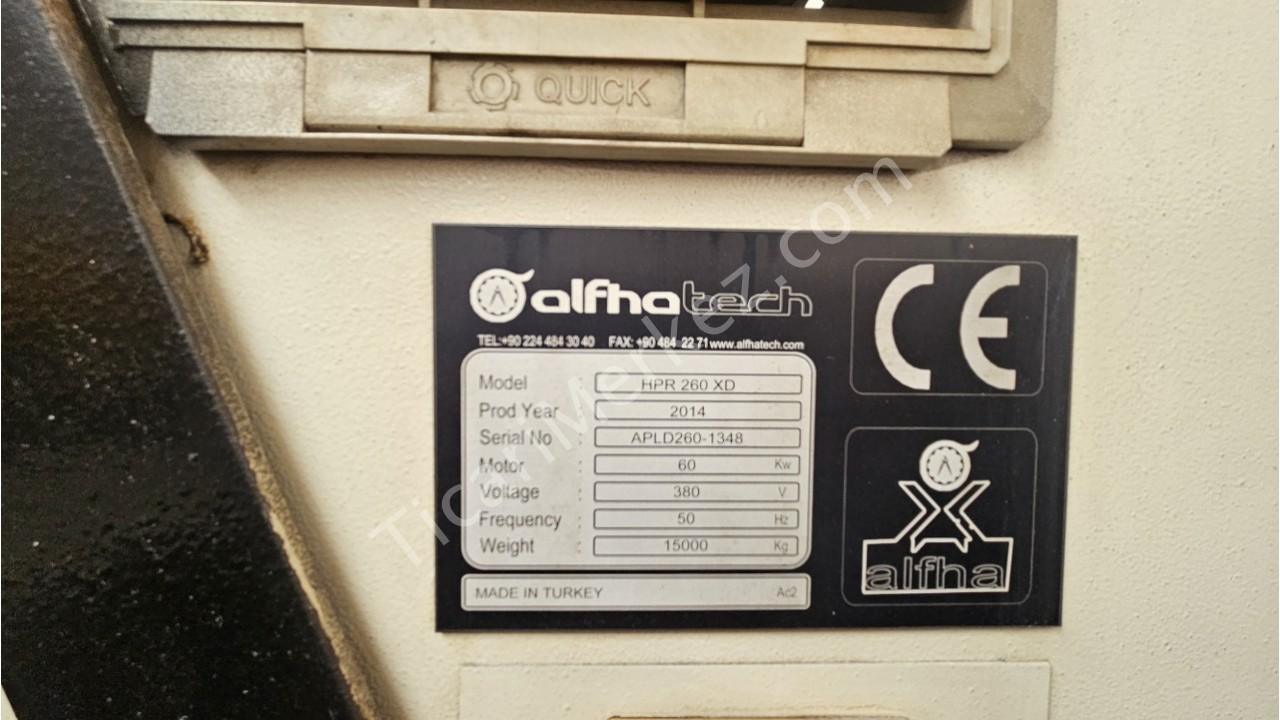 QUICK
alfhatech
TEL:+90 224 484 30 40 FAX: +90 484 22 71 www.alfhatech.com
Model : HPR 260 XD
Prod Year : 2014
Serial No : APLD260-1348
Motor : 60 Kw
Voltage : 380 V
Frequency : 50 Hz
Weight : 15000 Kg
MADE IN TURKEY Ac2
CE
alfha
TicariMerkez.com